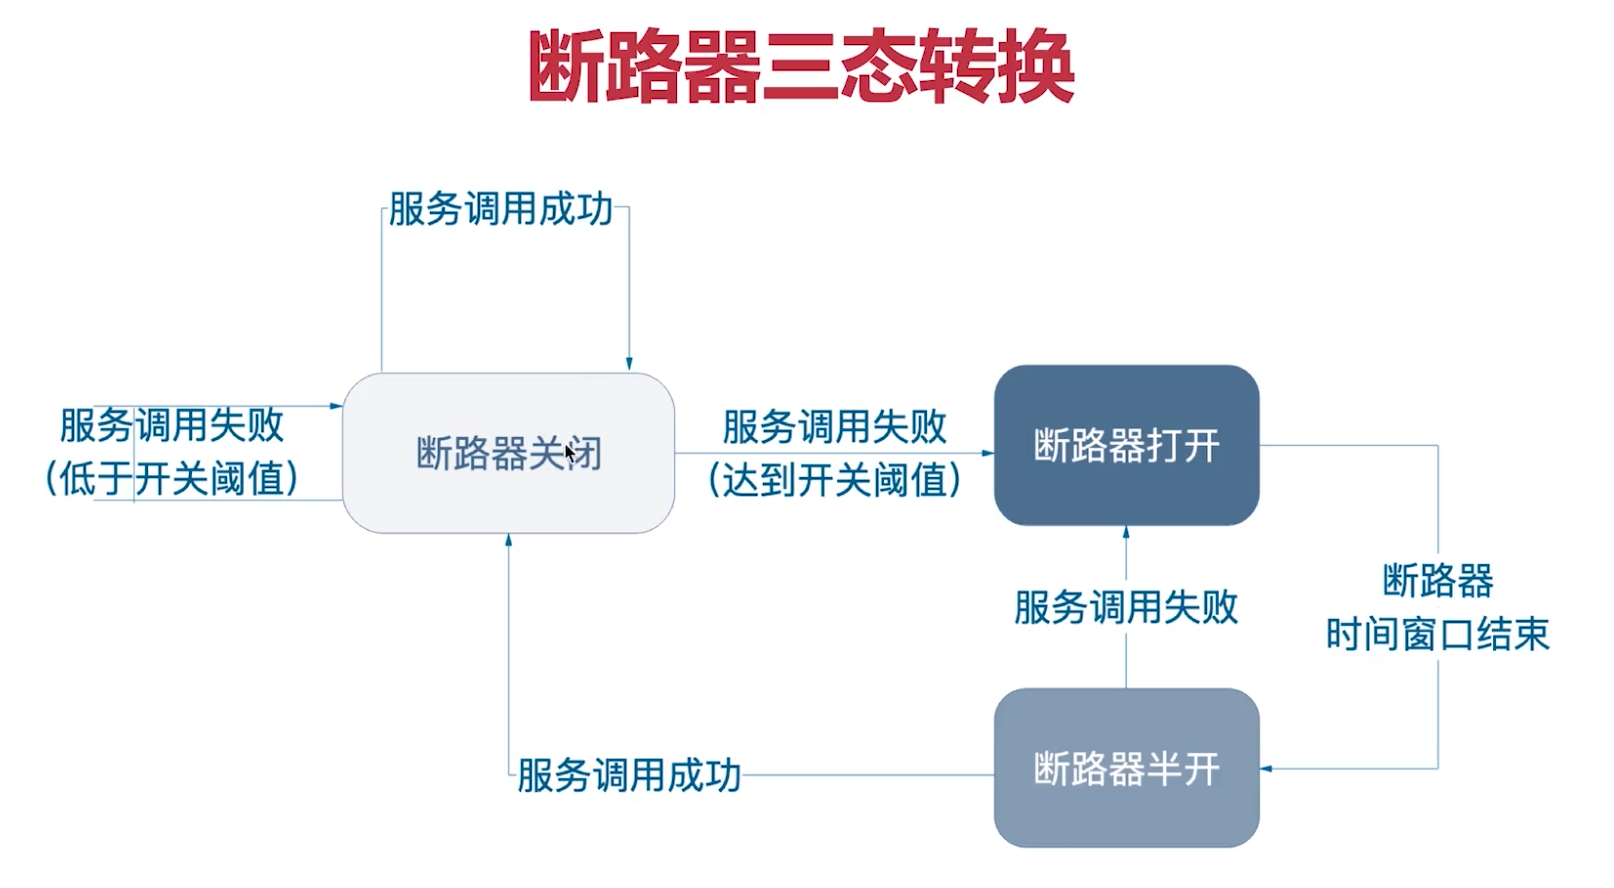 断路器三态转换
服务调用成功
服务调用失败
（低于开关阈值）
断路器关闭
服务调用失败
（达到开关阈值）
断路器打开
服务调用失败
断路器
时间窗口结束
服务调用成功
断路器半开